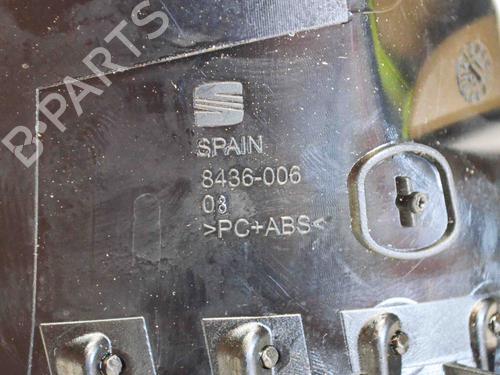 B-PARTS
SPAIN
8436-006
03
>PC+ABS<